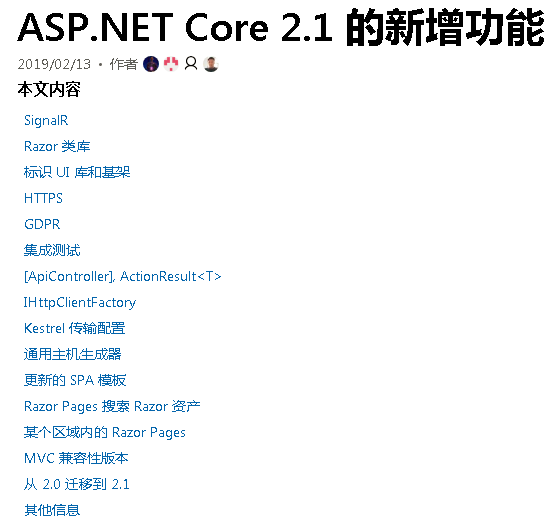 ASP.NET Core 2.1 的新增功能
2019/02/13 • 作者
本文内容
SignalR
Razor 类库
标识 UI 库和基架
HTTPS
GDPR
集成测试
[ApiController], ActionResult<T>
IHttpClientFactory
Kestrel 传输配置
通用主机生成器
更新的 SPA 模板
Razor Pages 搜索 Razor 资产
某个区域内的 Razor Pages
MVC 兼容性版本
从 2.0 迁移到 2.1
其他信息